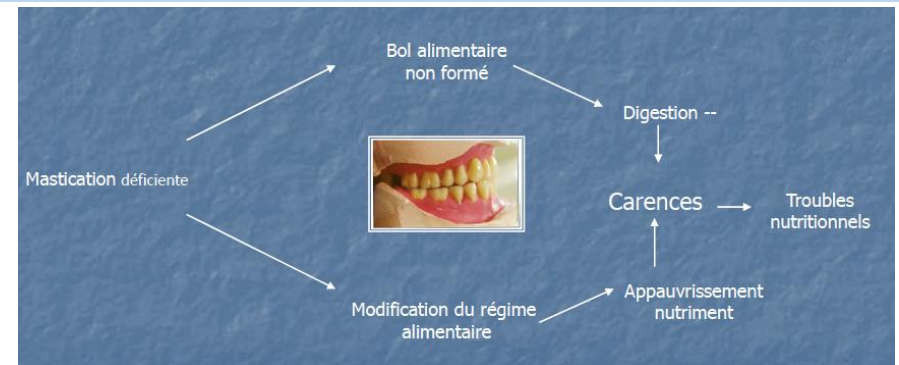 Bol alimentaire
non formé
Digestion --
Mastication déficiente
Carences
Troubles
nutritionnels
Modification du régime
alimentaire
Appauvrissement
nutriment